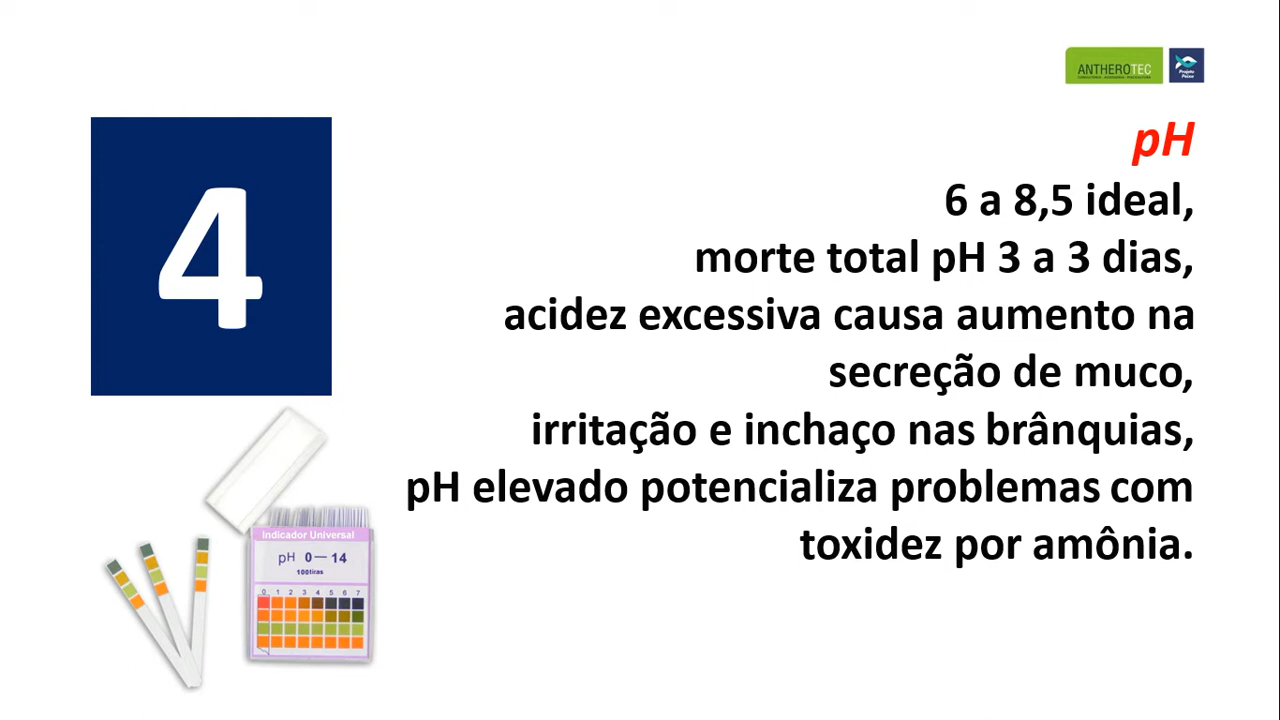 ANTHEROTEC
Projeto
Peixe
pH
4
6 a 8,5 ideal,
morte total pH 3 a 3 dias,
acidez excessiva causa aumento na
secreção de muco,
irritação e inchaço nas brânquias,
pH elevado potencializa problemas com
toxidez por amônia.
Indicador Universal
pH 0—14
100tiras
0 1 2 3 4 5 6 7